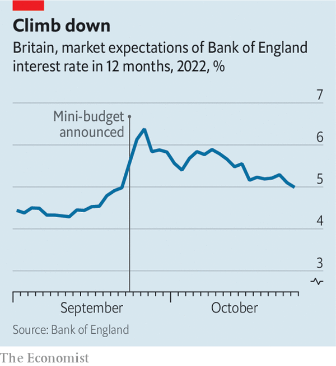 Climb down
Britain, market expectations of Bank of England
interest rate in 12 months, 2022, %
7
Mini-budget
announced
6
5
4
3
September
October
Source: Bank of England
The Economist